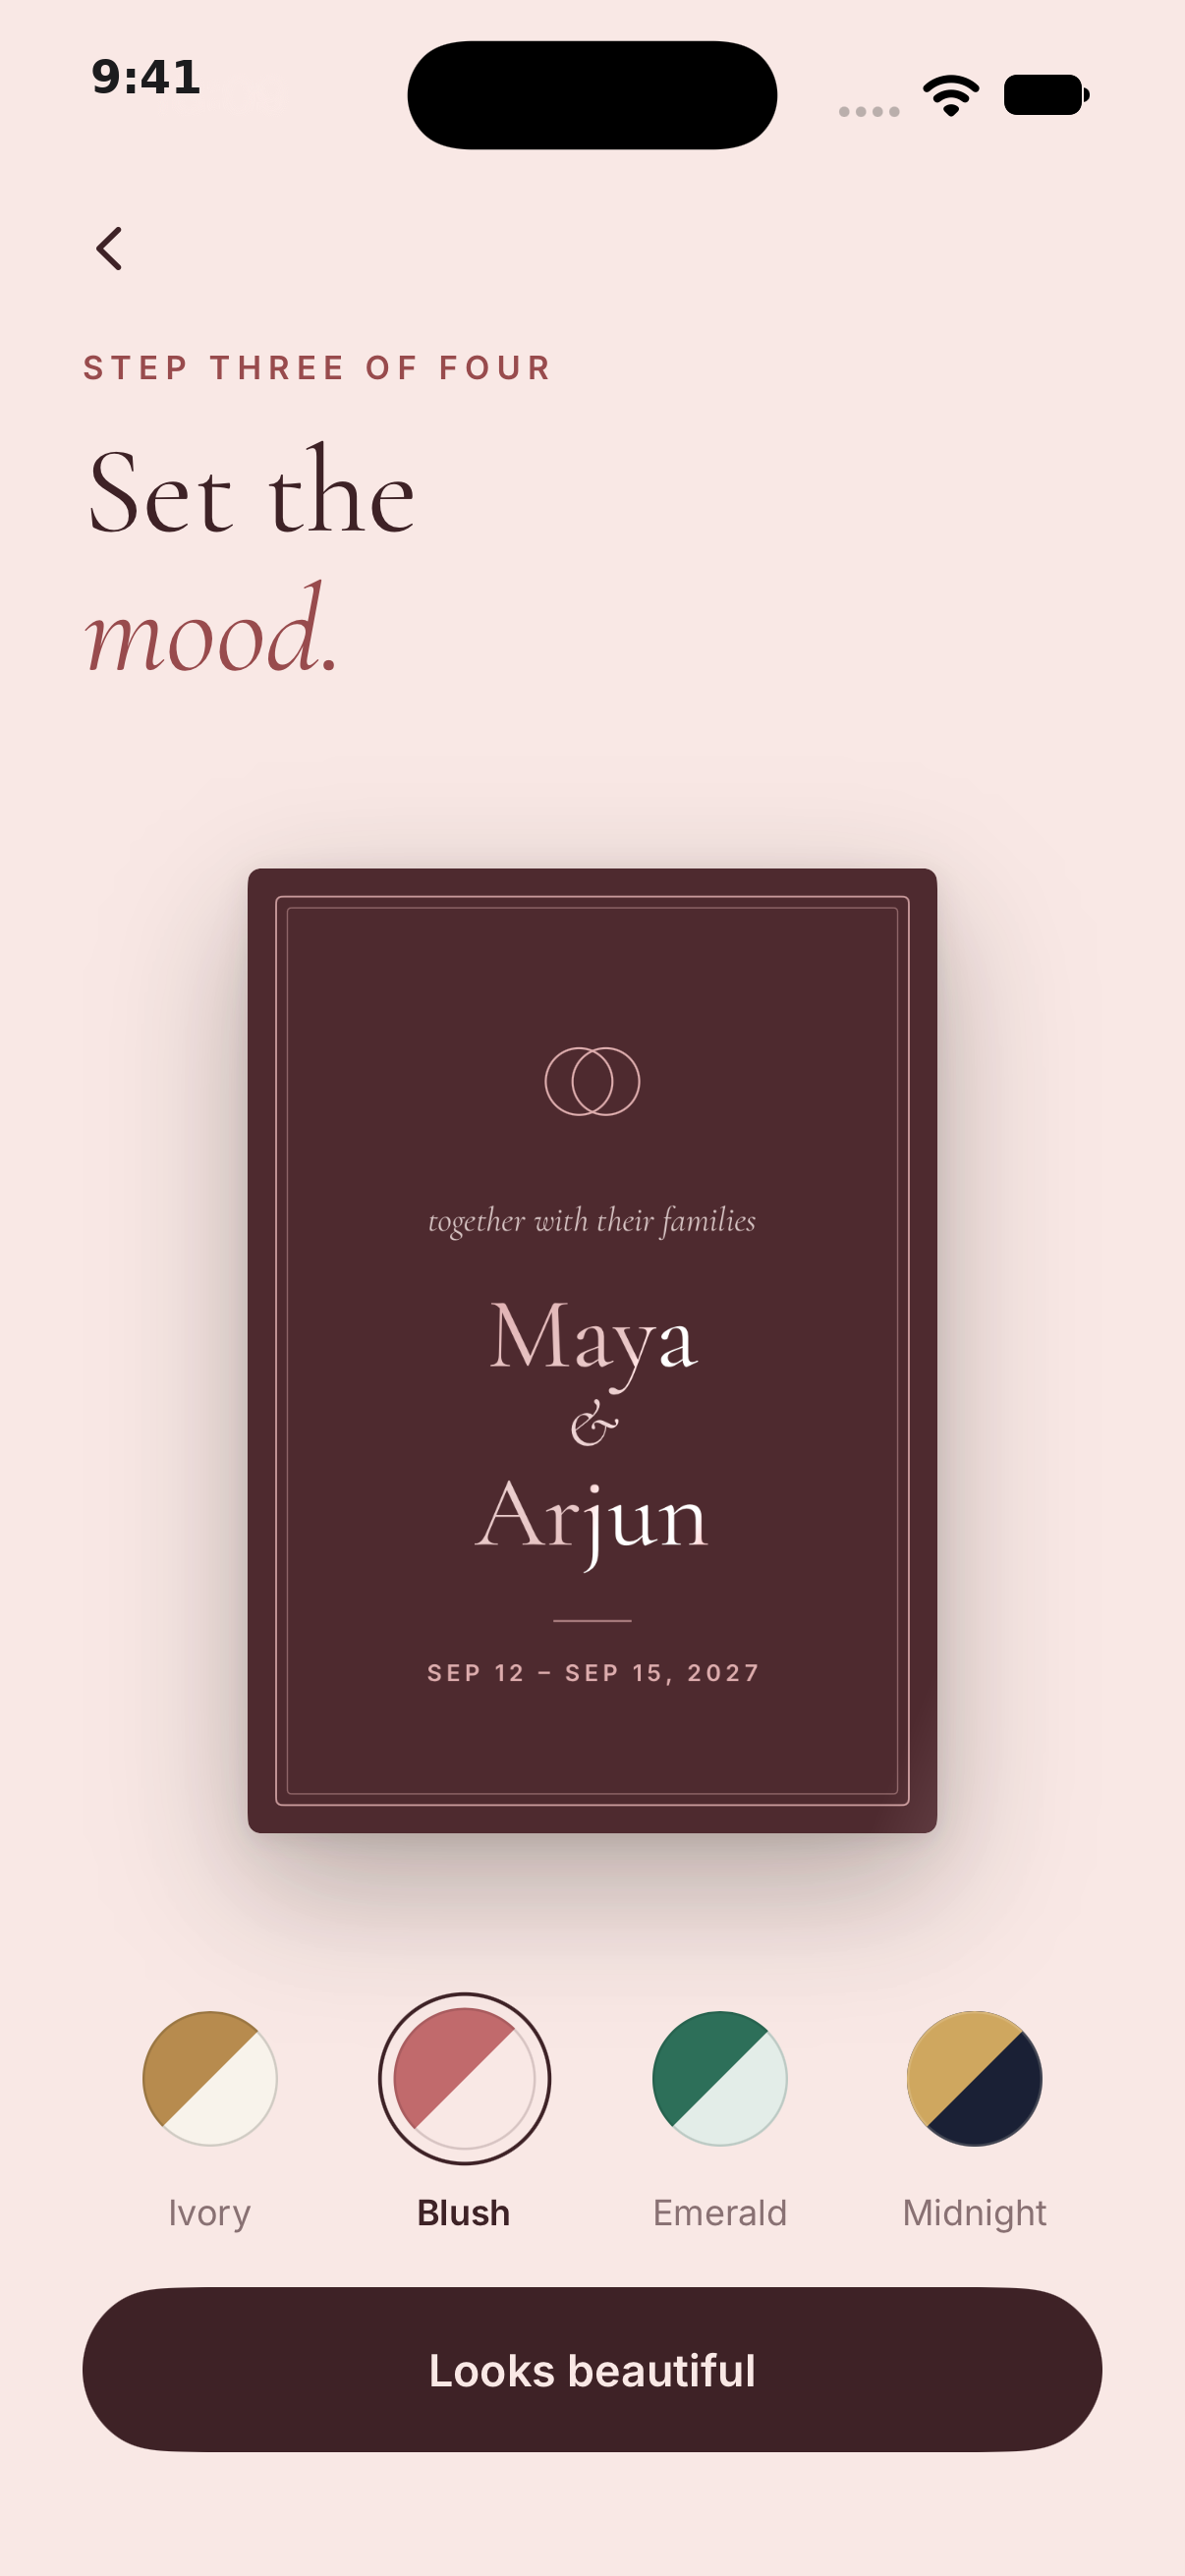 9:41
STEP THREE OF FOUR
Set the
mood.
together with their families
Maya
&
Arjun
SEP 12 – SEP 15, 2027
Ivory
Blush
Emerald
Midnight
Looks beautiful